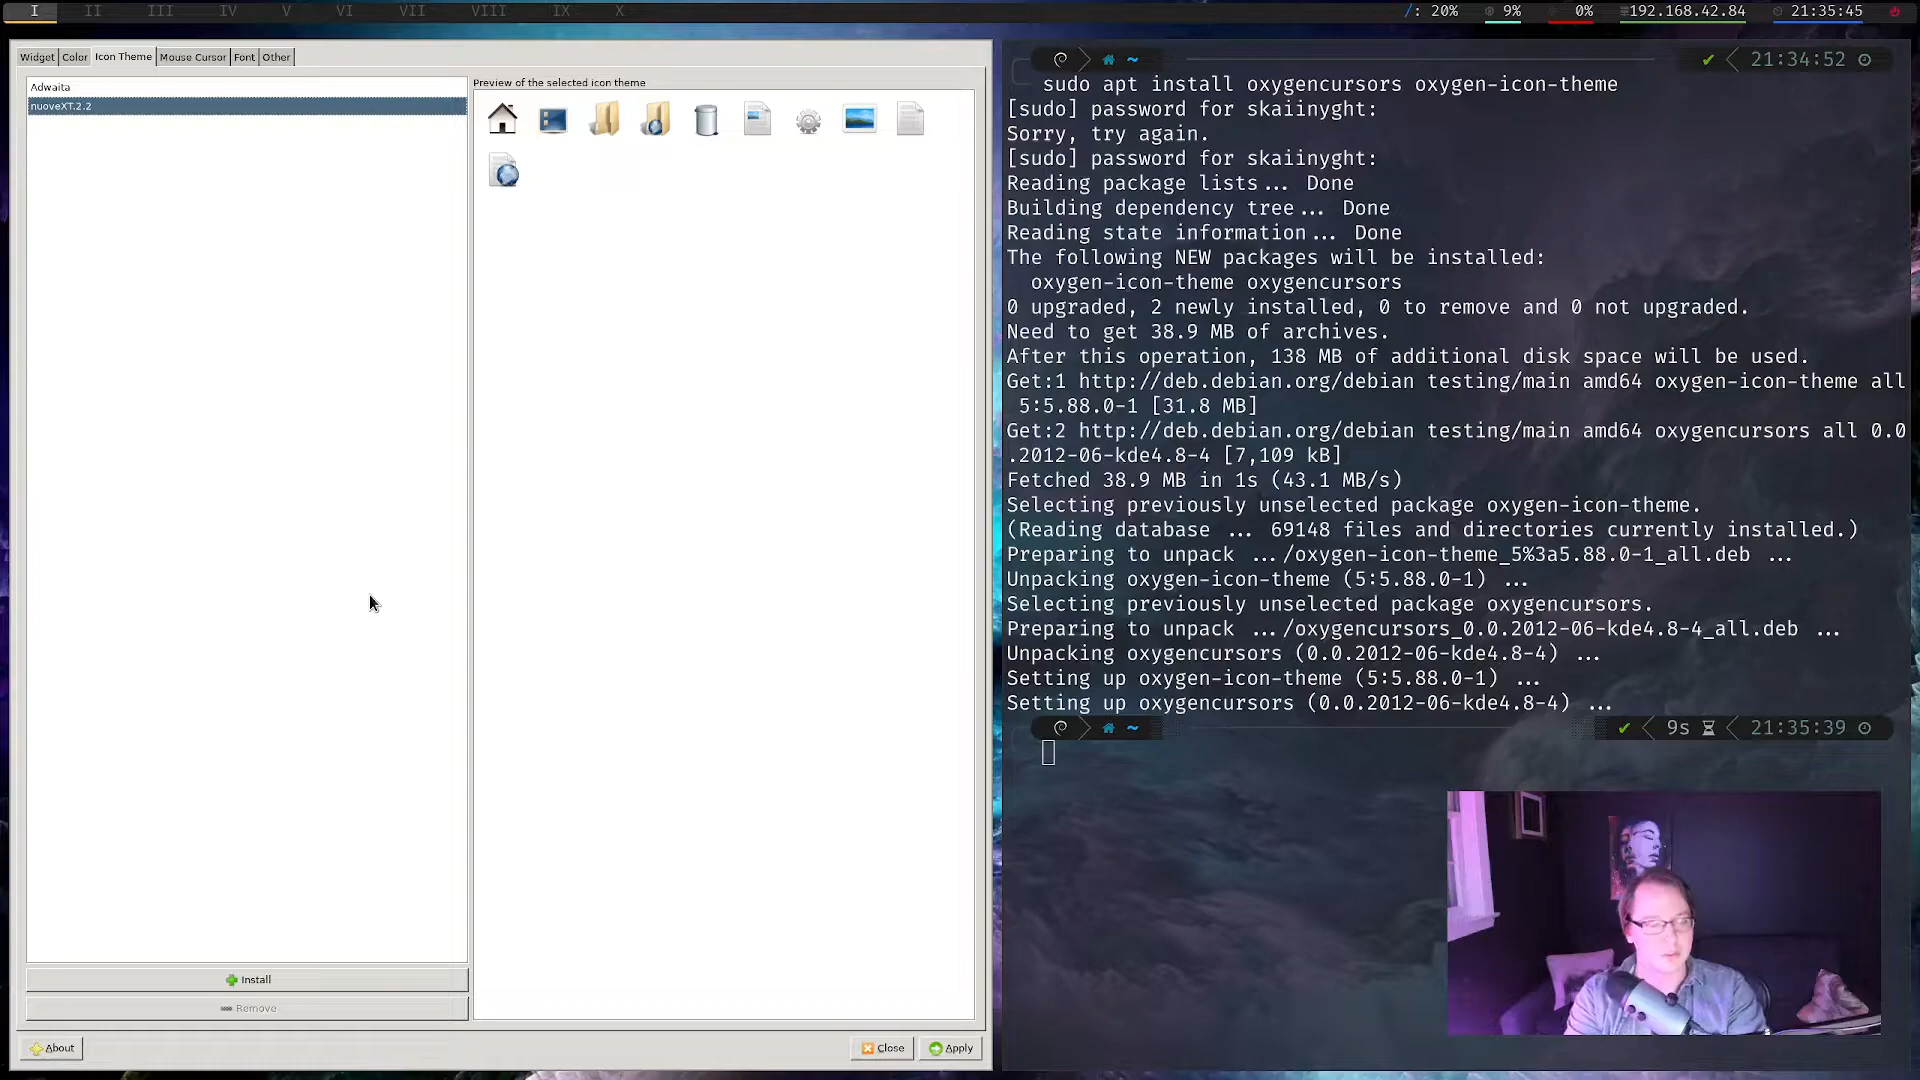 I II III IV V VI VII VIII IX X
/: 20% 9% 0% 192.168.42.84 21:35:45
Widget Color Icon Theme Mouse Cursor Font Other
Adwaita
nuoveXT.2.2
Install
Remove
Preview of the selected icon theme
About
Close
Apply
~ 21:34:52
sudo apt install oxygencursors oxygen-icon-theme
[sudo] password for skaiinyght:
Sorry, try again.
[sudo] password for skaiinyght:
Reading package lists... Done
Building dependency tree... Done
Reading state information... Done
The following NEW packages will be installed:
oxygen-icon-theme oxygencursors
0 upgraded, 2 newly installed, 0 to remove and 0 not upgraded.
Need to get 38.9 MB of archives.
After this operation, 138 MB of additional disk space will be used.
Get:1 http://deb.debian.org/debian testing/main amd64 oxygen-icon-theme all
5:5.88.0-1 [31.8 MB]
Get:2 http://deb.debian.org/debian testing/main amd64 oxygencursors all 0.0
.2012-06-kde4.8-4 [7,109 kB]
Fetched 38.9 MB in 1s (43.1 MB/s)
Selecting previously unselected package oxygen-icon-theme.
(Reading database ... 69148 files and directories currently installed.)
Preparing to unpack .../oxygen-icon-theme_5%3a5.88.0-1_all.deb ...
Unpacking oxygen-icon-theme (5:5.88.0-1) ...
Selecting previously unselected package oxygencursors.
Preparing to unpack .../oxygencursors_0.0.2012-06-kde4.8-4_all.deb ...
Unpacking oxygencursors (0.0.2012-06-kde4.8-4) ...
Setting up oxygen-icon-theme (5:5.88.0-1) ...
Setting up oxygencursors (0.0.2012-06-kde4.8-4) ...
~ 9s 21:35:39